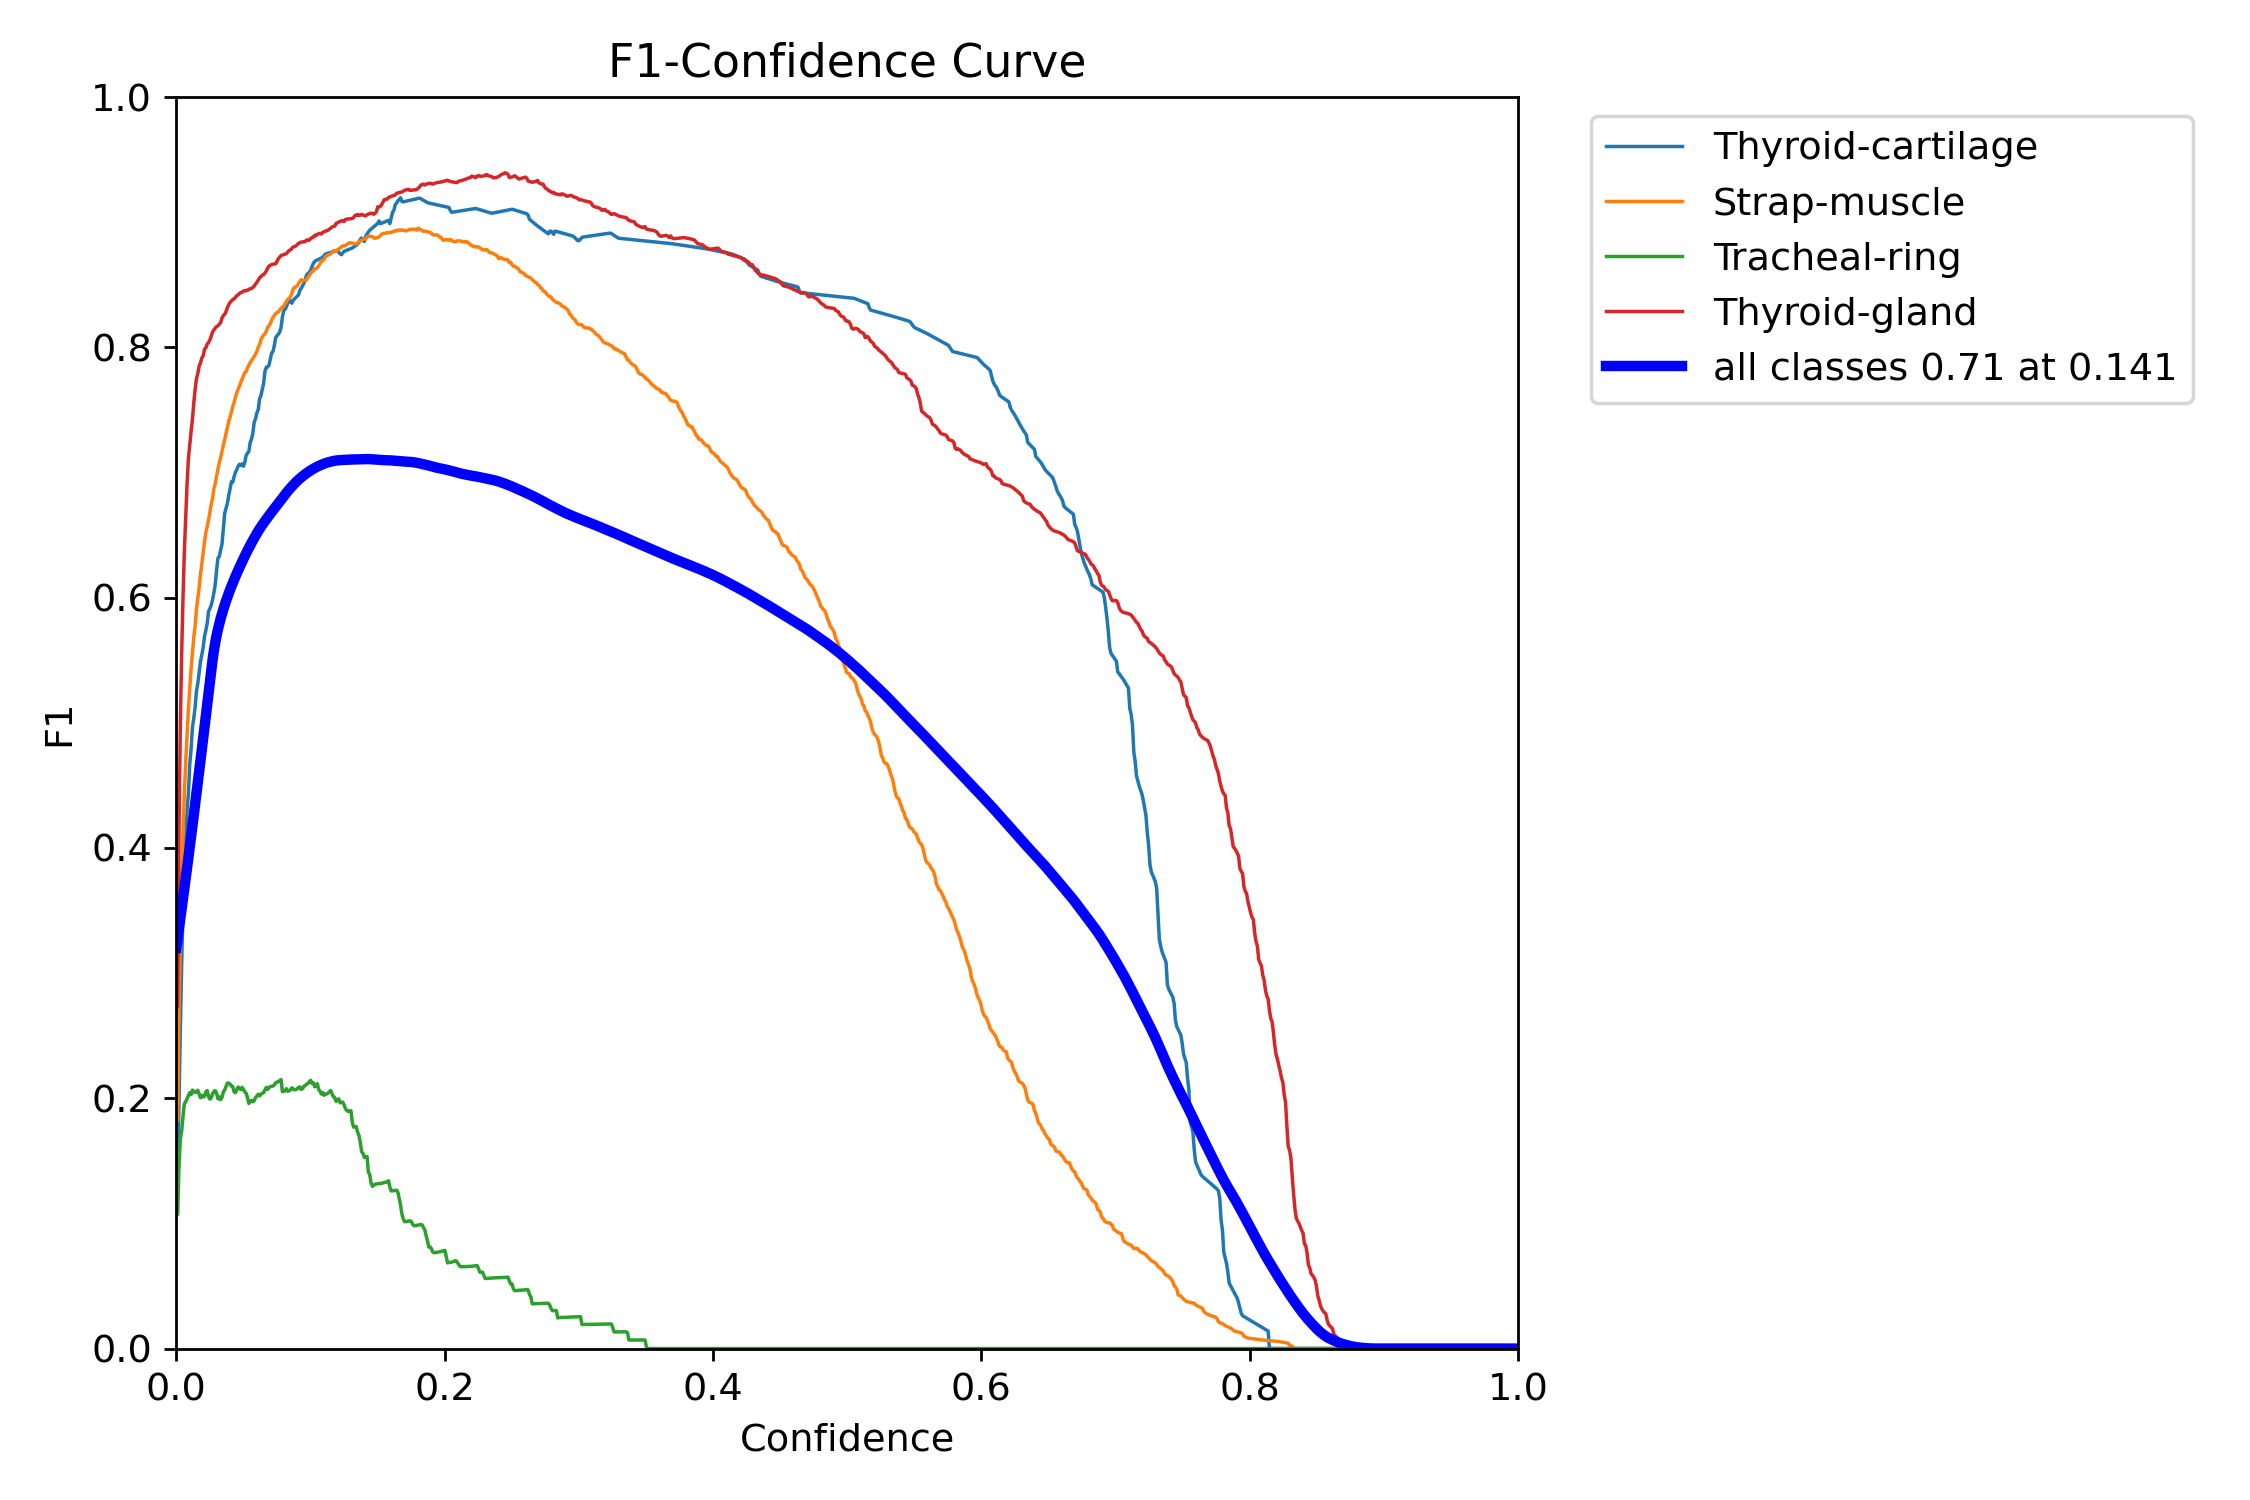 F1-Confidence Curve
1.0
0.8
0.6
0.4
0.2
0.0
F1
0.0 0.2 0.4 0.6 0.8 1.0
Confidence
Thyroid-cartilage
Strap-muscle
Tracheal-ring
Thyroid-gland
all classes 0.71 at 0.141